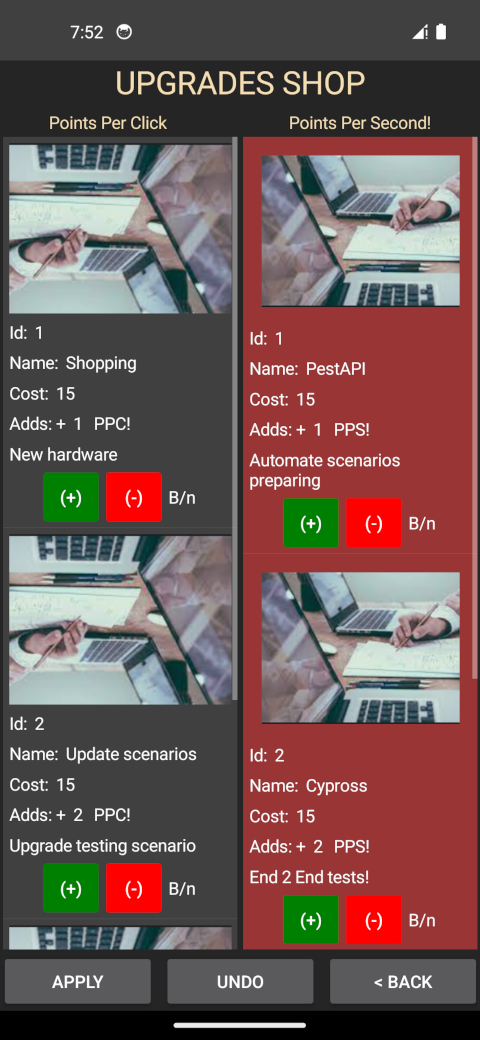 7:52
UPGRADES SHOP
Points Per Click
Id: 1
Name: Shopping
Cost: 15
Adds: + 1 PPC!
New hardware
(+) (-) B/n
Id: 2
Name: Update scenarios
Cost: 15
Adds: + 2 PPC!
Upgrade testing scenario
(+) (-) B/n
Points Per Second!
Id: 1
Name: PestAPI
Cost: 15
Adds: + 1 PPS!
Automate scenarios
preparing
(+) (-) B/n
Id: 2
Name: Cypross
Cost: 15
Adds: + 2 PPS!
End 2 End tests!
(+) (-) B/n
APPLY UNDO < BACK